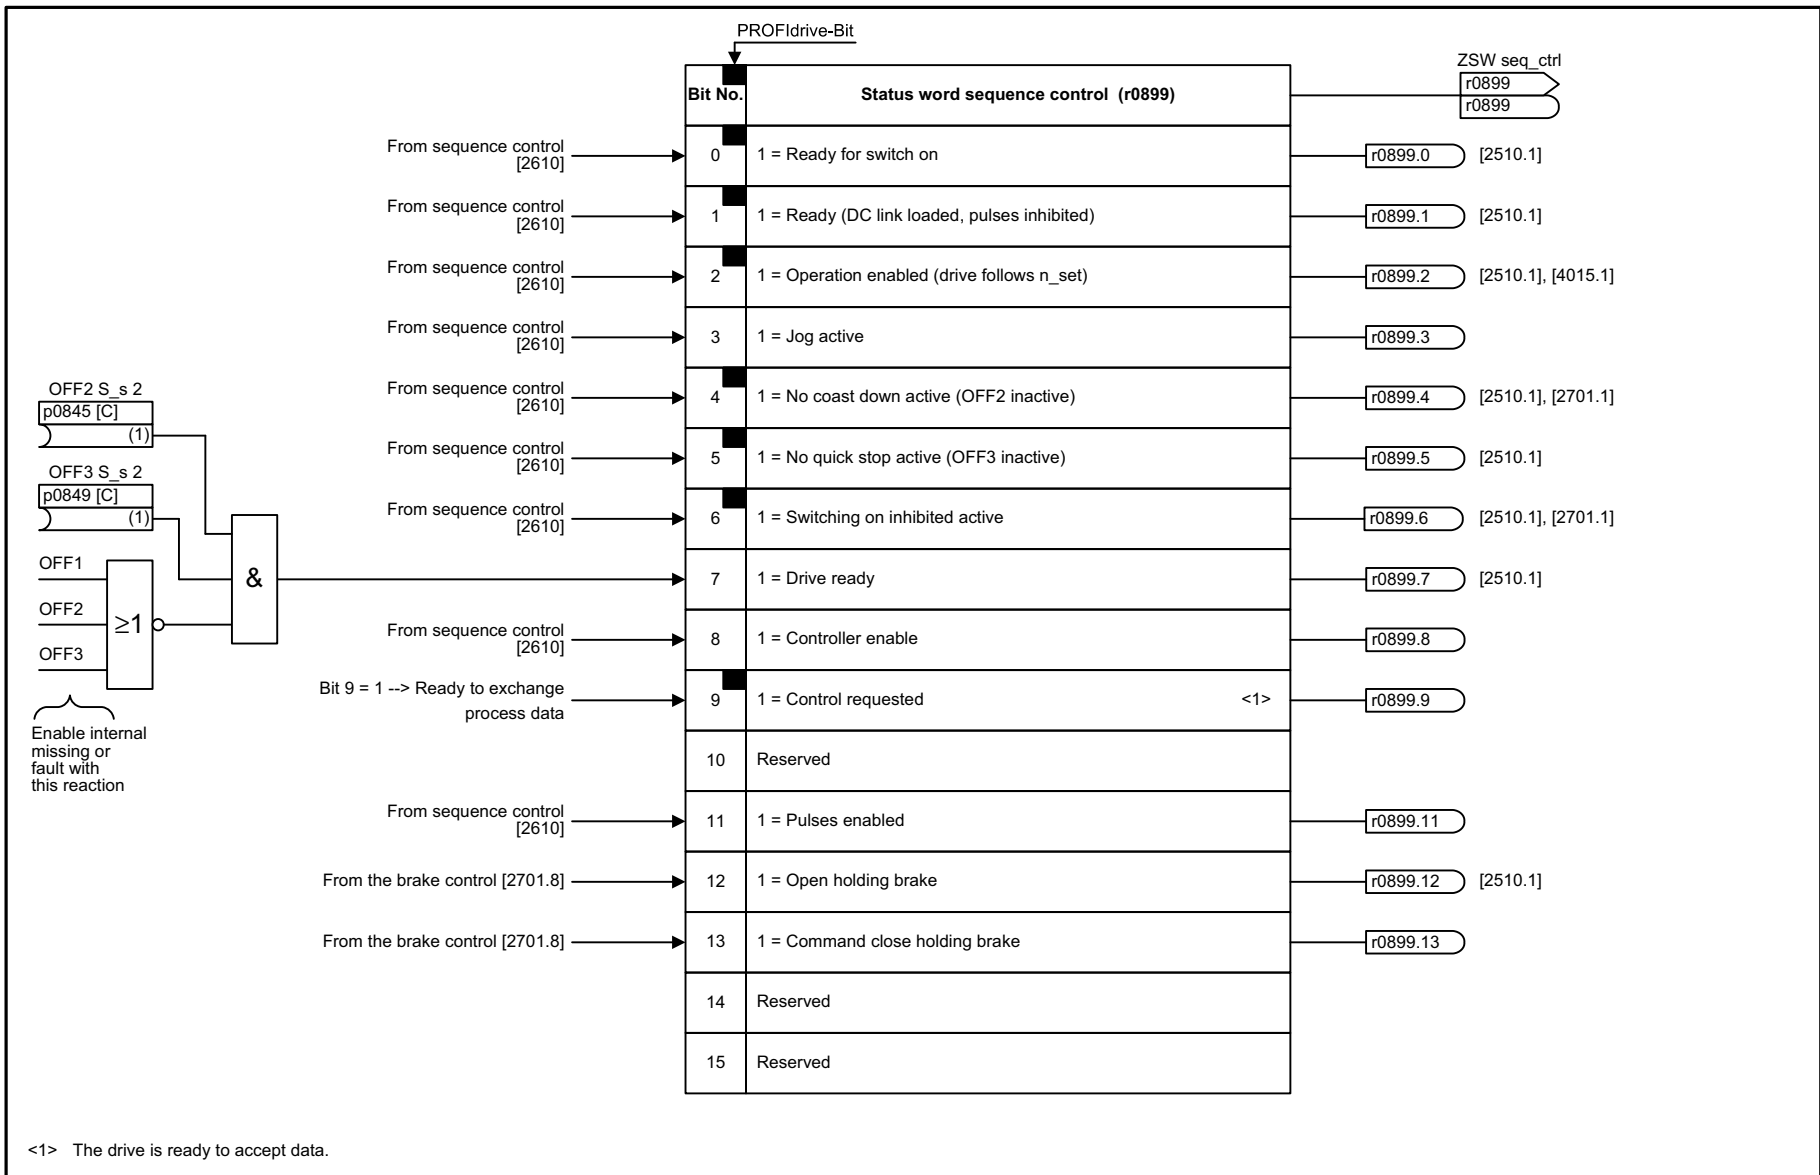 PROFIdrive-Bit
ZSW seq_ctrl
r0899
r0899
Bit No. Status word sequence control (r0899)
From sequence control
[2610]
0 1 = Ready for switch on r0899.0 [2510.1]
From sequence control
[2610]
1 1 = Ready (DC link loaded, pulses inhibited) r0899.1 [2510.1]
From sequence control
[2610]
2 1 = Operation enabled (drive follows n_set) r0899.2 [2510.1], [4015.1]
From sequence control
[2610]
3 1 = Jog active r0899.3
OFF2 S_s 2
p0845 [C]
(1)
From sequence control
[2610]
4 1 = No coast down active (OFF2 inactive) r0899.4 [2510.1], [2701.1]
OFF3 S_s 2
p0849 [C]
(1)
From sequence control
[2610]
5 1 = No quick stop active (OFF3 inactive) r0899.5 [2510.1]
From sequence control
[2610]
6 1 = Switching on inhibited active r0899.6 [2510.1], [2701.1]
OFF1
OFF2
OFF3
≥1
&
7 1 = Drive ready r0899.7 [2510.1]
Enable internal
missing or
fault with
this reaction
From sequence control
[2610]
8 1 = Controller enable r0899.8
Bit 9 = 1 --> Ready to exchange
process data
9 1 = Control requested <1> r0899.9
10 Reserved
From sequence control
[2610]
11 1 = Pulses enabled r0899.11
From the brake control [2701.8] 12 1 = Open holding brake r0899.12 [2510.1]
From the brake control [2701.8] 13 1 = Command close holding brake r0899.13
14 Reserved
15 Reserved
<1> The drive is ready to accept data.